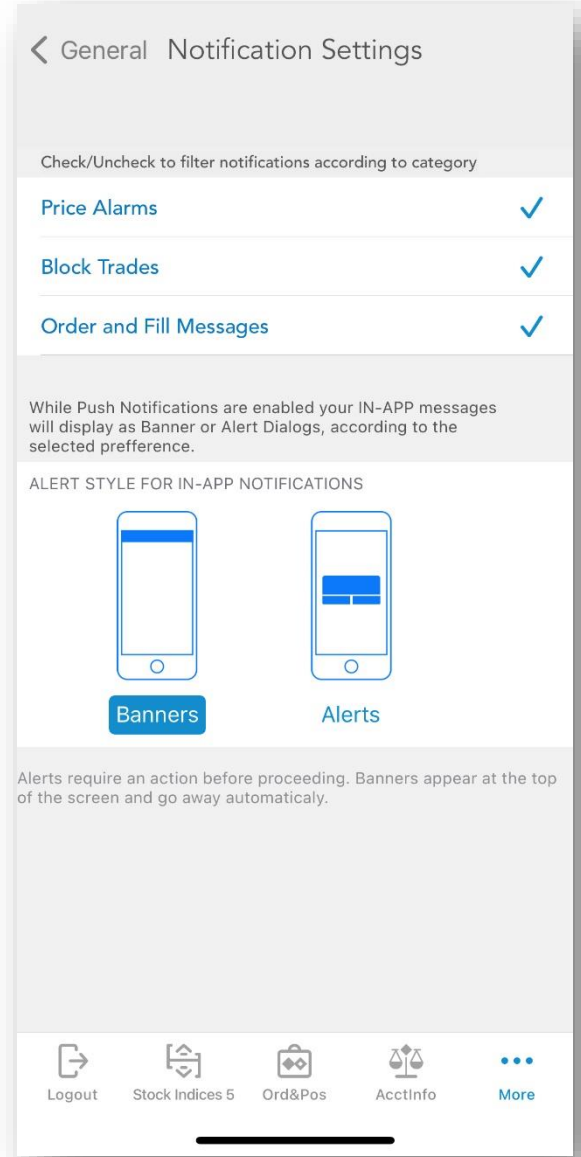 General Notification Settings
Check/Uncheck to filter notifications according to category
Price Alarms
Block Trades
Order and Fill Messages
While Push Notifications are enabled your IN-APP messages
will display as Banner or Alert Dialogs, according to the
selected prefference.
ALERT STYLE FOR IN-APP NOTIFICATIONS
Banners Alerts
Alerts require an action before proceeding. Banners appear at the top
of the screen and go away automaticaly.
Logout Stock Indices 5 Ord&Pos AcctInfo More